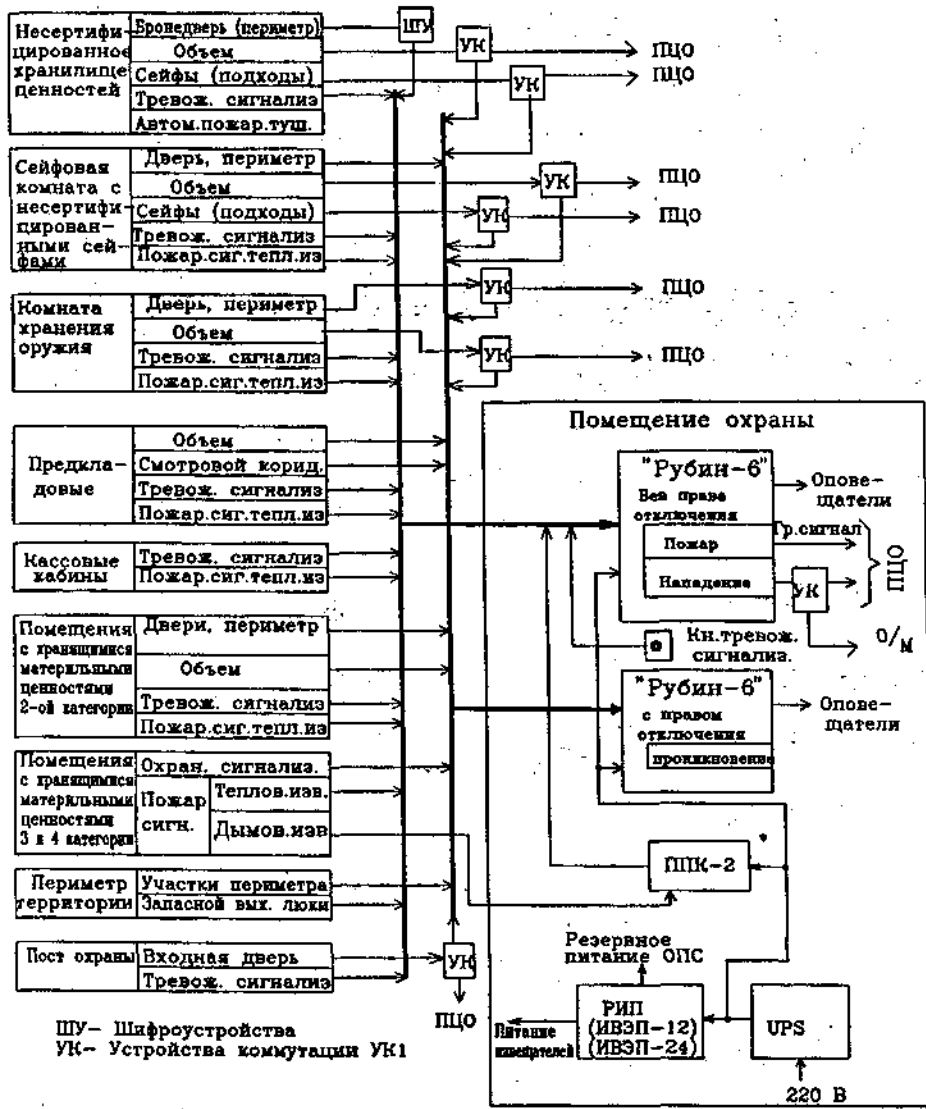 Несертифи-
цированное
хранилище
ценностей
Бронедверь (периметр)
Объем
Сейфы (подходы)
Тревож. сигнализ
Автом.пожар.туш.
ШУ
УК
ПЦО
УК
ПЦО
Сейфовая
комната с
несертифи-
цирован-
ными сей-
фами
Дверь, периметр
Объем
Сейфы (подходы)
Тревож. сигнализ
Пожар.сиг.тепл.из
УК
ПЦО
УК
ПЦО
Комната
хранения
оружия
Дверь, периметр
Объем
Тревож. сигнализ
Пожар.сиг.тепл.из
УК
ПЦО
УК
ПЦО
Предкла-
довые
Объем
Смотровой корид.
Тревож. сигнализ
Пожар.сиг.тепл.из
Кассовые
кабины
Тревож. сигнализ
Пожар.сиг.тепл.из
Помещения
с хранящимися
материльными
ценностями
2-ой категории
Двери, периметр
Объем
Тревож. сигнализ
Пожар.сиг.тепл.из
Помещения
с хранящимися
материльными
ценностями
3 и 4 категории
Охран. сигнализ.
Пожар
сигн.
Теплов.изв.
Дымов.изв
Периметр
территории
Участки периметра
Запасной вых. люки
Пост охраны
Входная дверь
Тревож. сигнализ
УК
ПЦО
ШУ- Шифроустройства
УК- Устройства коммутации УК1
Помещение охраны
"Рубин-6"
Без права
отключения
Пожар
Нападение
Опове-
щатели
Тр.сигнал
УК
ПЦО
О/М
Кн.тревож.
сигнализ.
"Рубин-6"
с правом
отключения
проникновение
Опове-
щатели
ППК-2
Резервное
питание ОПС
РИП
(ИВЭП-12)
(ИВЭП-24)
Питание
извещателей
UPS
220 В